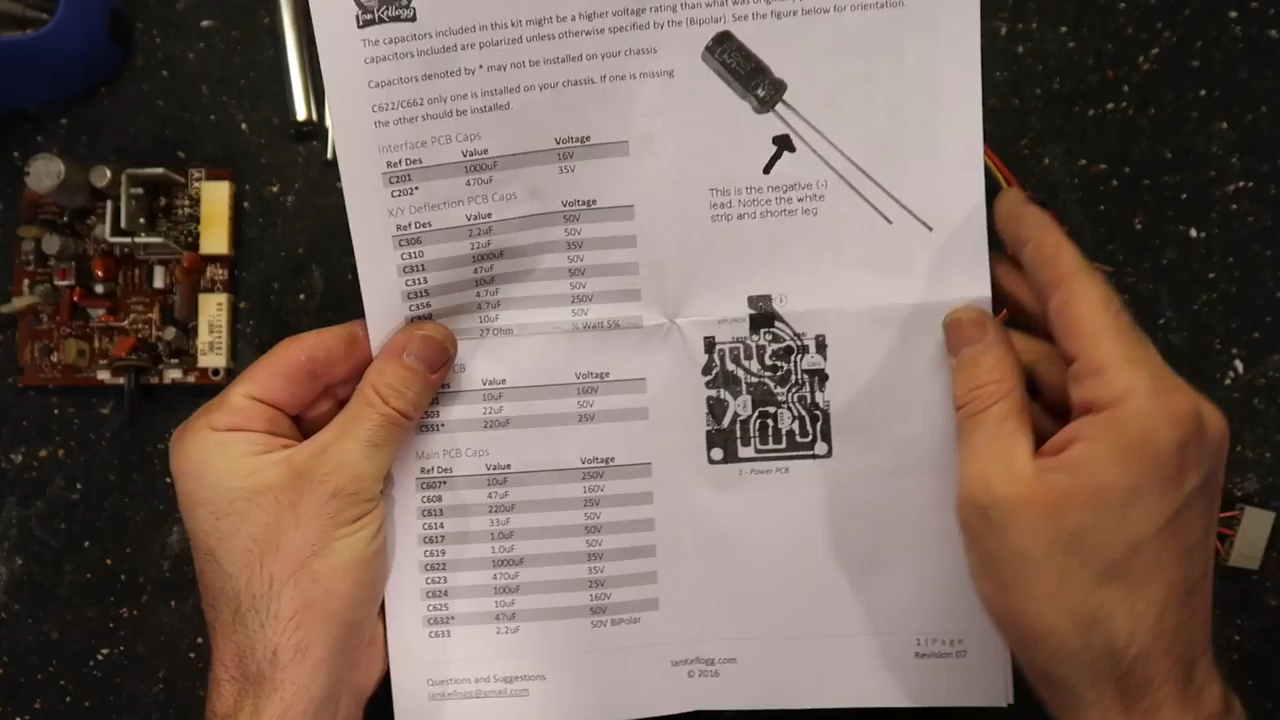 Ian Kellogg
The capacitors included in this kit might be a higher voltage rating than what was
capacitors included are polarized unless otherwise specified by the (Bipolar). See the figure below for orientation.
Capacitors denoted by * may not be installed on your chassis
C622/C662 only one is installed on your chassis. If one is missing
the other should be installed.
Interface PCB Caps
Ref Des Value Voltage
C201 1000uF 16V
C202* 470uF 35V
X/Y Deflection PCB Caps
Ref Des Value Voltage
C306 2.2uF 50V
C310 22uF 50V
C311 1000uF 35V
C313 47uF 50V
C315 10uF 50V
C356 4.7uF 50V
4.7uF 250V
10uF 50V
27 Ohm ½ Watt 5%
Value Voltage
10uF 160V
22uF 50V
C551* 220uF 25V
Main PCB Caps
Ref Des Value Voltage
C607* 10uF 250V
C608 47uF 160V
C613 220uF 25V
C614 33uF 50V
C617 1.0uF 50V
C619 1.0uF 50V
C622 1000uF 35V
C623 470uF 35V
C624 100uF 25V
C625 10uF 160V
C632* 47uF 50V
C633 2.2uF 50V BiPolar
This is the negative (-)
lead. Notice the white
strip and shorter leg
1 - Power PCB
Questions and Suggestions
IanKellogg@gmail.com
IanKellogg.com
© 2016
1 | Page
Revision 07